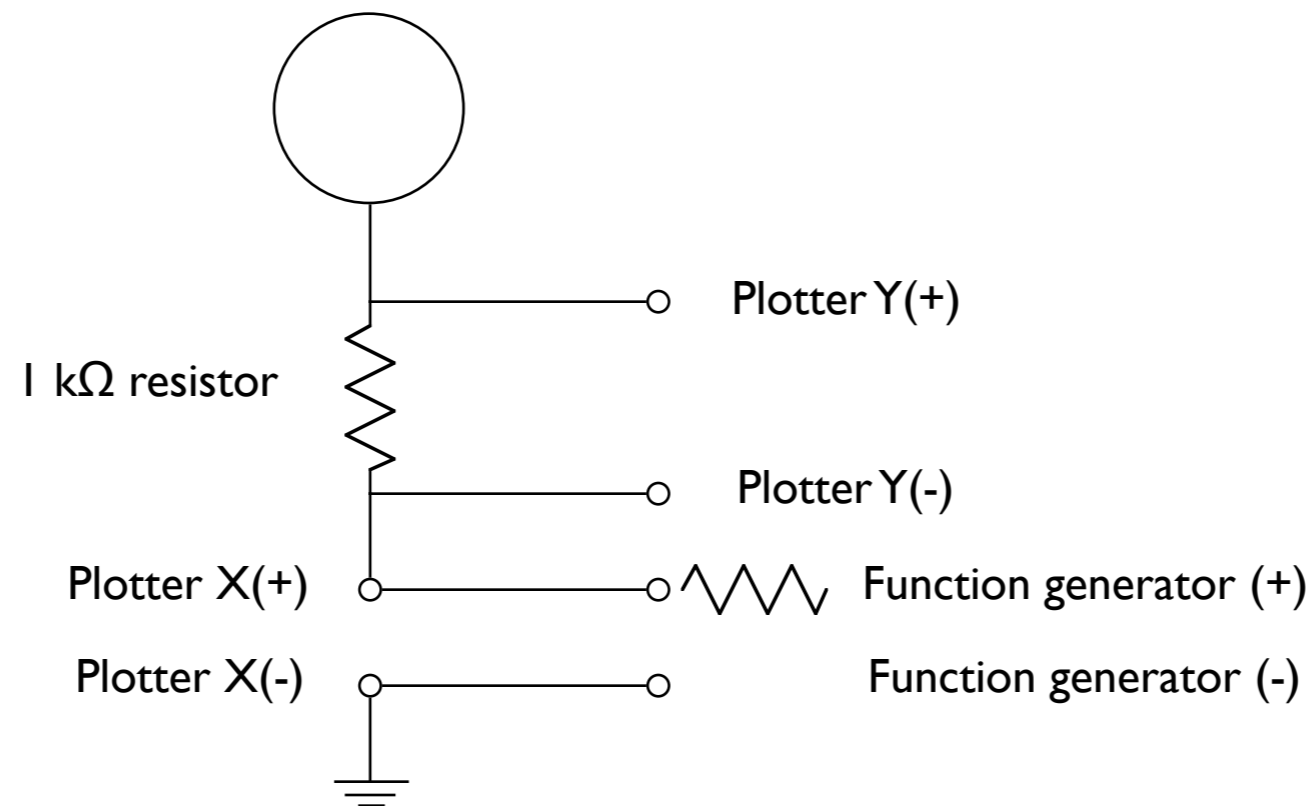 Plotter Y(+)
1 kΩ resistor
Plotter Y(-)
Plotter X(+)
Function generator (+)
Plotter X(-)
Function generator (-)